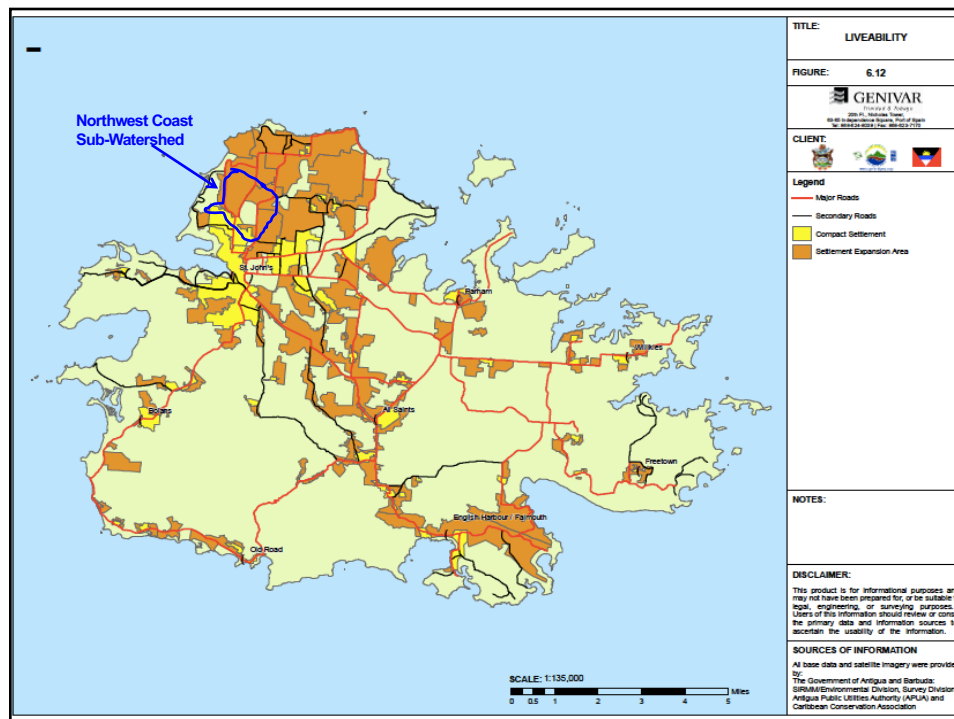 Northwest Coast
Sub-Watershed
St. John's
Parham
Willikies
Bolans
All Saints
Freetown
English Harbour / Falmouth
Old Road
SCALE: 1:135,000
Miles
0 0.5 1 2 3 4 5
TITLE:
LIVEABILITY
FIGURE: 6.12
GENIVAR
Trinidad & Tobago
CLIENT:
Legend
Major Roads
Secondary Roads
Compact Settlement
Settlement Expansion Area
NOTES:
DISCLAIMER:
This product is for informational purposes an
may not have been prepared for, or be suitable
legal, engineering, or surveying purposes.
Users of this information should review or cons
the primary data and information sources t
ascertain the usability of the information.
SOURCES OF INFORMATION
All base data and satellite imagery were provide
by:
The Government of Antigua and Barbuda:
SIRMM/Environmental Division, Survey Division
Antigua Public Utilities Authority (APUA) and
Caribbean Conservation Association